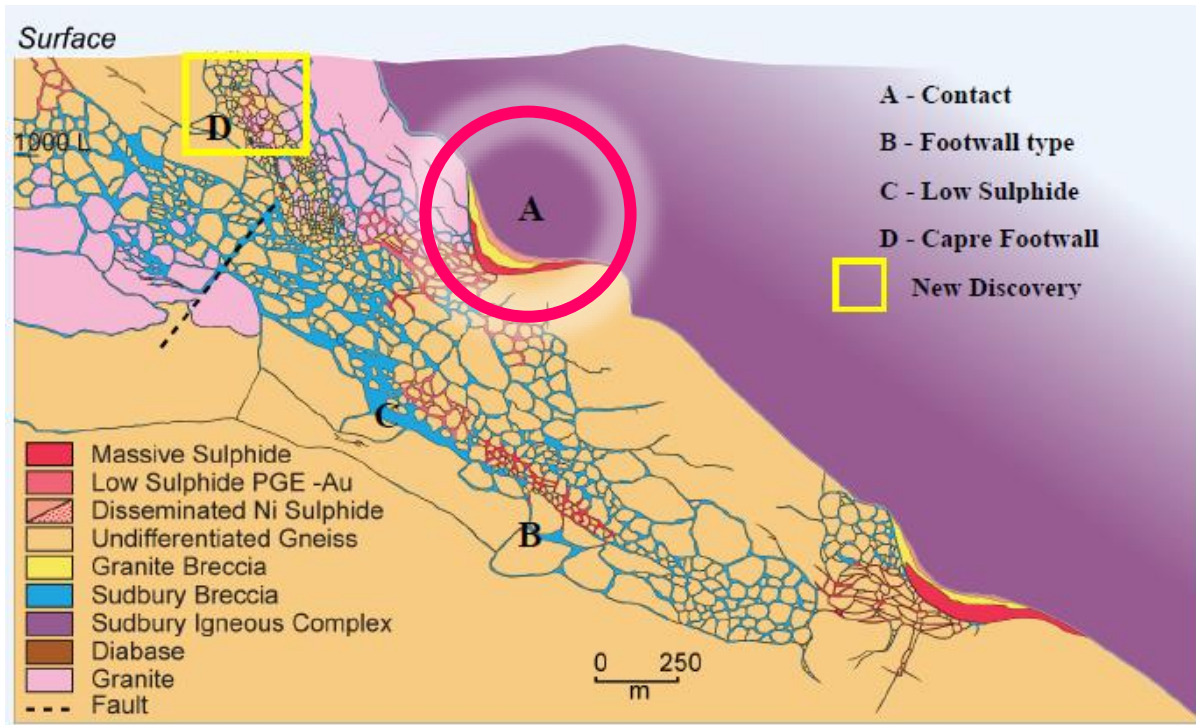 Surface
1000 L
D
A
C
B
A - Contact
B - Footwall type
C - Low Sulphide
D - Capre Footwall
New Discovery
Massive Sulphide
Low Sulphide PGE -Au
Disseminated Ni Sulphide
Undifferentiated Gneiss
Granite Breccia
Sudbury Breccia
Sudbury Igneous Complex
Diabase
Granite
Fault
0 250
m